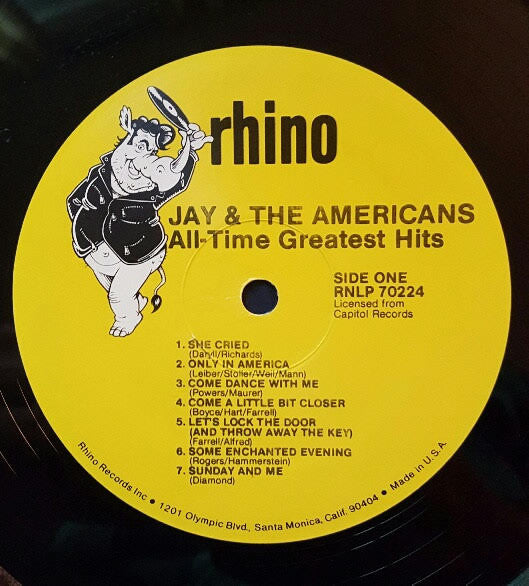 rhino
JAY & THE AMERICANS
All-Time Greatest Hits
SIDE ONE
RNLP 70224
Licensed from
Capitol Records
1. SHE CRIED
(Daryll/Richards)
2. ONLY IN AMERICA
(Leiber/Stoller/Weil/Mann)
3. COME DANCE WITH ME
(Powers/Maurer)
4. COME A LITTLE BIT CLOSER
(Boyce/Hart/Farrell)
5. LET'S LOCK THE DOOR
(AND THROW AWAY THE KEY)
(Farrell/Alfred)
6. SOME ENCHANTED EVENING
(Rogers/Hammerstein)
7. SUNDAY AND ME
(Diamond)
Rhino Records Inc • 1201 Olympic Blvd., Santa Monica, Calif. 90404 • Made in U.S.A.